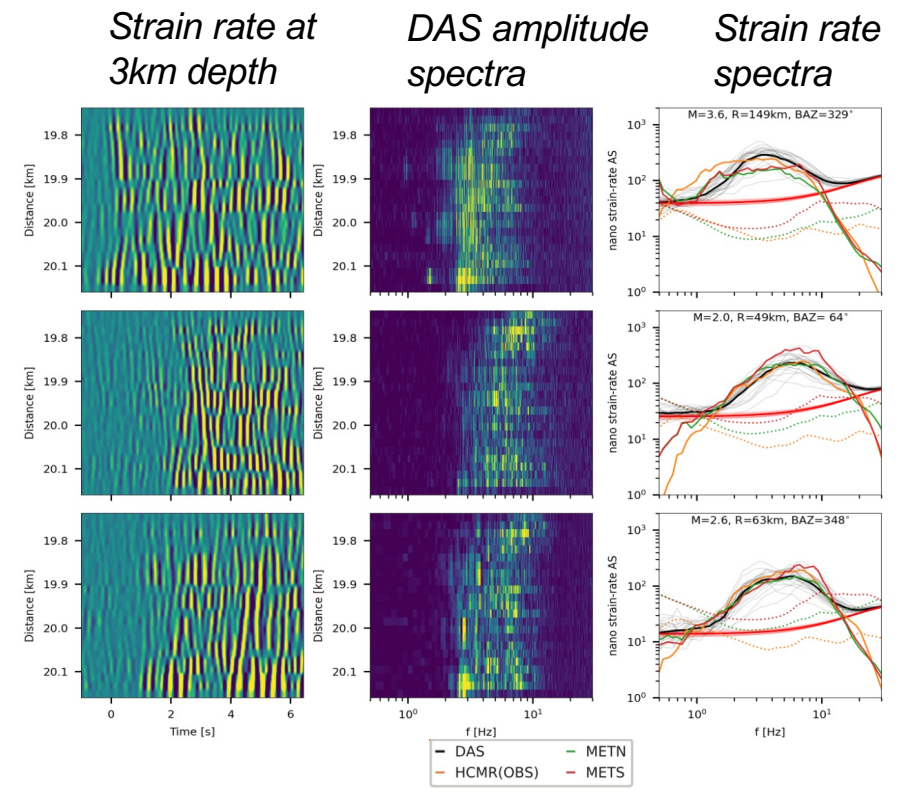 Strain rate at
3km depth
DAS amplitude
spectra
Strain rate
spectra
M=3.6, R=149km, BAZ=329°
Distance [km]
19.8
19.9
20.0
20.1
Distance [km]
19.8
19.9
20.0
20.1
nano strain-rate AS
10³
10²
10¹
10⁰
M=2.0, R=49km, BAZ= 64°
Distance [km]
19.8
19.9
20.0
20.1
Distance [km]
19.8
19.9
20.0
20.1
nano strain-rate AS
10³
10²
10¹
10⁰
M=2.6, R=63km, BAZ=348°
Distance [km]
19.8
19.9
20.0
20.1
Distance [km]
19.8
19.9
20.0
20.1
nano strain-rate AS
10³
10²
10¹
10⁰
0 2 4 6
Time [s]
10⁰ 10¹
f [Hz]
10⁰ 10¹
f [Hz]
DAS
METN
HCMR(OBS)
METS